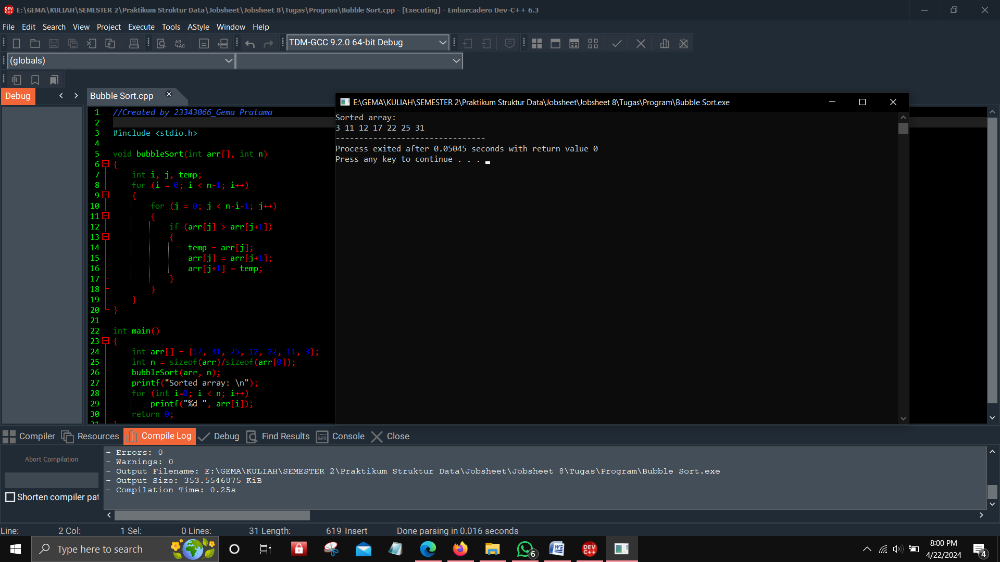 E:\GEMA\KULIAH\SEMESTER 2\Praktikum Struktur Data\Jobsheet\Jobsheet 8\Tugas\Program\Bubble Sort.cpp - [Executing] - Embarcadero Dev-C++ 6.3
File Edit Search View Project Execute Tools AStyle Window Help
TDM-GCC 9.2.0 64-bit Debug
(globals)
Debug
Bubble Sort.cpp
1 //Created by 23343066_Gema Pratama
2
3 #include <stdio.h>
4
5 void bubbleSort(int arr[], int n)
6 {
7 int i, j, temp;
8 for (i = 0; i < n-1; i++)
9 {
10 for (j = 0; j < n-i-1; j++)
11 {
12 if (arr[j] > arr[j+1])
13 {
14 temp = arr[j];
15 arr[j] = arr[j+1];
16 arr[j+1] = temp;
17 }
18 }
19 }
20 }
21
22 int main()
23 {
24 int arr[] = {17, 31, 25, 12, 22, 11, 3};
25 int n = sizeof(arr)/sizeof(arr[0]);
26 bubbleSort(arr, n);
27 printf("Sorted array: \n");
28 for (int i=0; i < n; i++)
29 printf("%d ", arr[i]);
30 return 0;
31 }
E:\GEMA\KULIAH\SEMESTER 2\Praktikum Struktur Data\Jobsheet\Jobsheet 8\Tugas\Program\Bubble Sort.exe
Sorted array:
3 11 12 17 22 25 31
--------------------------------
Process exited after 0.05045 seconds with return value 0
Press any key to continue . . .
Compiler Resources Compile Log Debug Find Results Console Close
Abort Compilation
Shorten compiler pat
- Errors: 0
- Warnings: 0
- Output Filename: E:\GEMA\KULIAH\SEMESTER 2\Praktikum Struktur Data\Jobsheet\Jobsheet 8\Tugas\Program\Bubble Sort.exe
- Output Size: 353.5546875 KiB
- Compilation Time: 0.25s
Line: 2 Col: 1 Sel: 0 Lines: 31 Length: 619 Insert Done parsing in 0.016 seconds
Type here to search
6
DEV C++
8:00 PM
4/22/2024
4